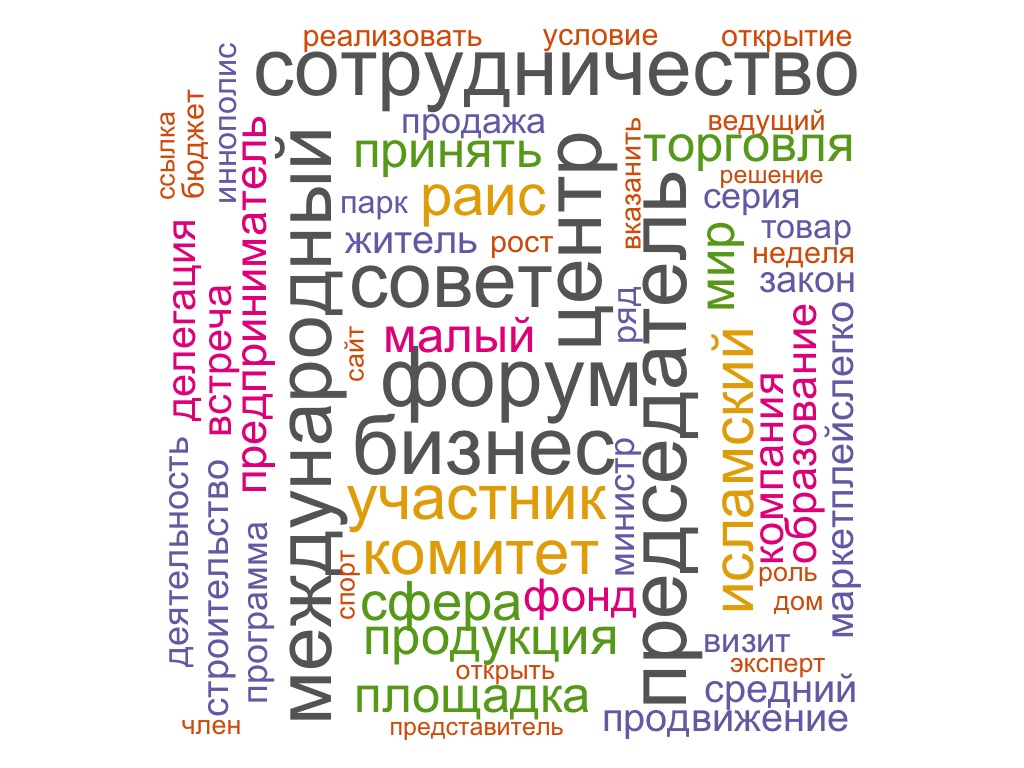 реализовать
условие
открытие
сотрудничество
ссылка
бюджет
иннополис
предприниматель
международный
продажа
принять
центр
вказанить
ведущий
торговля
парк
раис
председатель
решение
серия
житель
рост
мир
товар
неделя
закон
делегация
встреча
совет
ряд
сайт
малый
форум
исламский
компания
образование
маркетплейслегко
бизнес
министр
деятельность
строительство
программа
участник
комитет
спорт
сфера
фонд
роль
дом
продукция
визит
эксперт
открыть
площадка
средний
продвижение
член
представитель